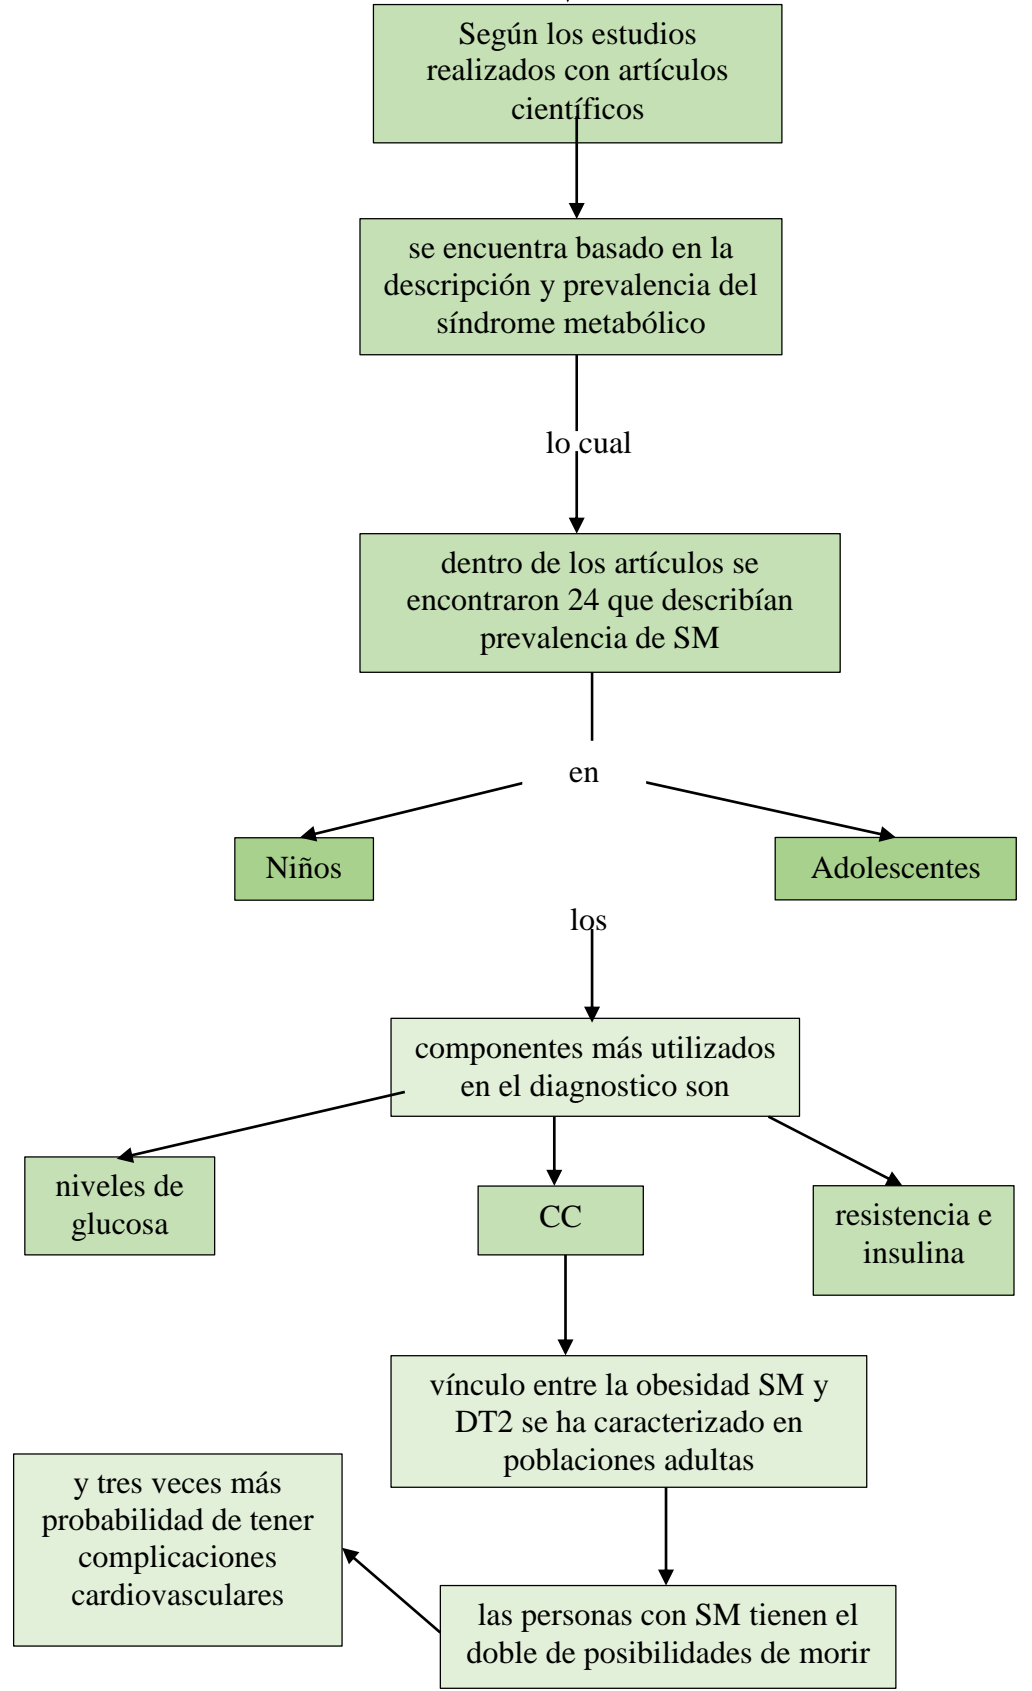 Según los estudios
realizados con artículos
científicos
se encuentra basado en la
descripción y prevalencia del
síndrome metabólico
lo cual
dentro de los artículos se
encontraron 24 que describían
prevalencia de SM
en
Niños
Adolescentes
los
componentes más utilizados
en el diagnostico son
niveles de
glucosa
CC
resistencia e
insulina
vínculo entre la obesidad SM y
DT2 se ha caracterizado en
poblaciones adultas
y tres veces más
probabilidad de tener
complicaciones
cardiovasculares
las personas con SM tienen el
doble de posibilidades de morir